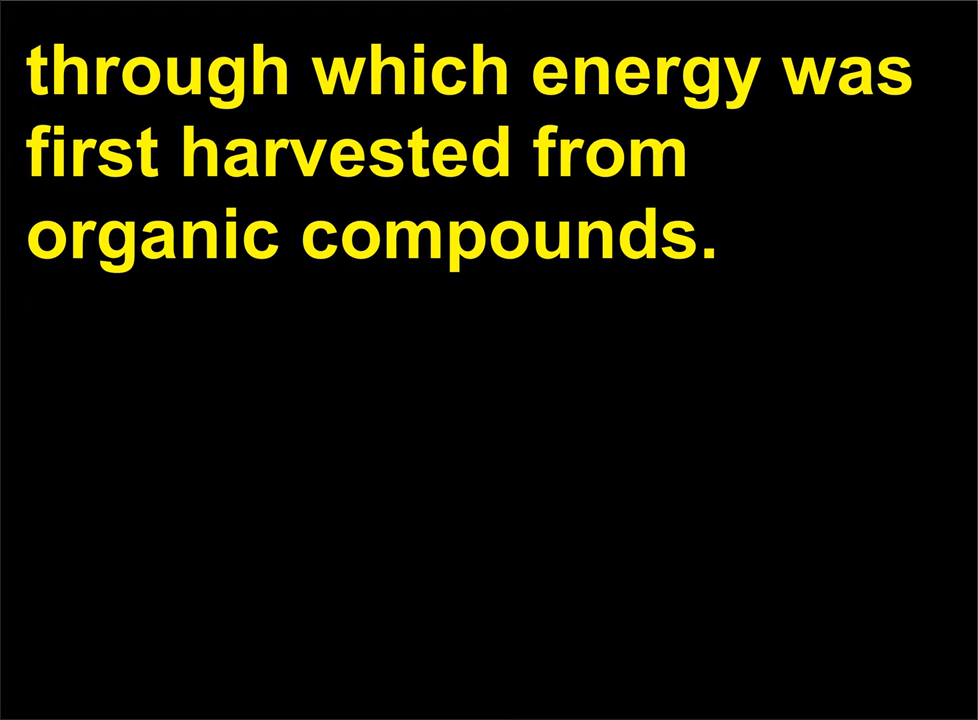 through which energy was
first harvested from
organic compounds.